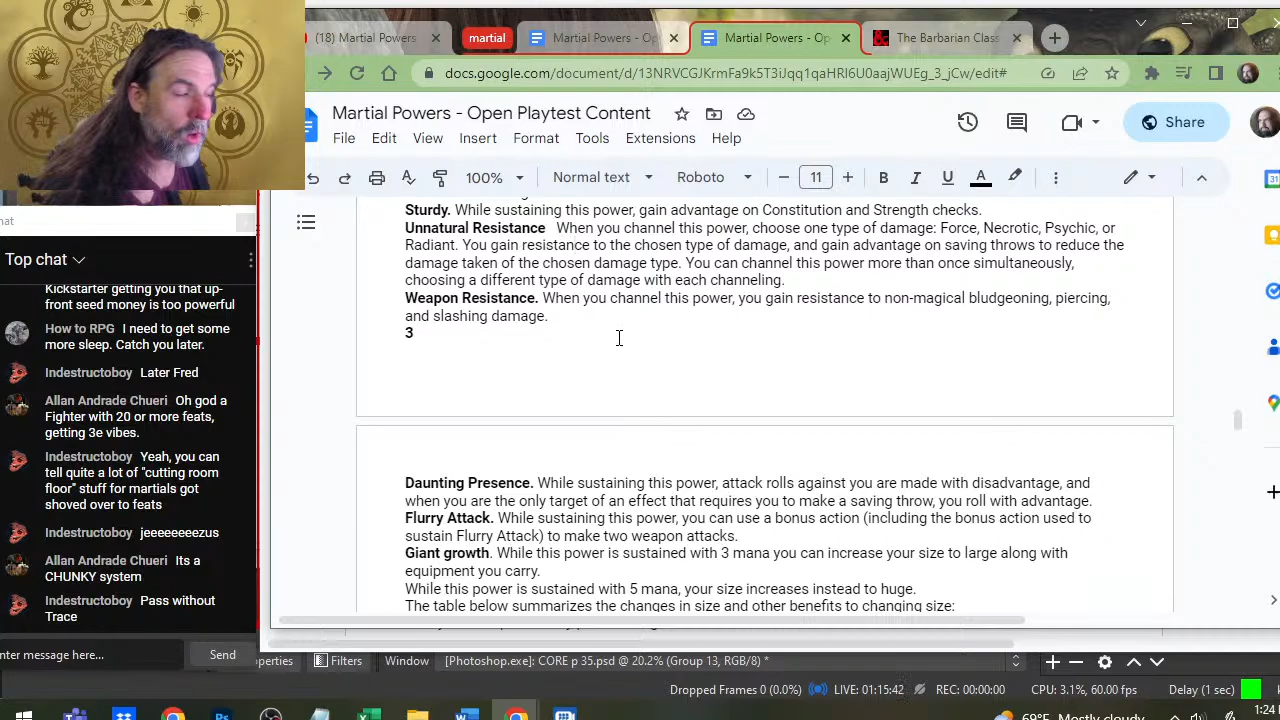 (18) Martial Powers
martial
Martial Powers - Op
Martial Powers - Op
The Barbarian Class
docs.google.com/document/d/13NRVCGJKrmFa9k5T3iJqq1qaHRI6U0aajWUEg_3_jCw/edit#
Martial Powers - Open Playtest Content
File Edit View Insert Format Tools Extensions Help
Share
100% Normal text Roboto 11 B I U A
Sturdy. While sustaining this power, gain advantage on Constitution and Strength checks.
Unnatural Resistance When you channel this power, choose one type of damage: Force, Necrotic, Psychic, or
Radiant. You gain resistance to the chosen type of damage, and gain advantage on saving throws to reduce the
damage taken of the chosen damage type. You can channel this power more than once simultaneously,
choosing a different type of damage with each channeling.
Weapon Resistance. When you channel this power, you gain resistance to non-magical bludgeoning, piercing,
and slashing damage.
3
Daunting Presence. While sustaining this power, attack rolls against you are made with disadvantage, and
when you are the only target of an effect that requires you to make a saving throw, you roll with advantage.
Flurry Attack. While sustaining this power, you can use a bonus action (including the bonus action used to
sustain Flurry Attack) to make two weapon attacks.
Giant growth. While this power is sustained with 3 mana you can increase your size to large along with
equipment you carry.
While this power is sustained with 5 mana, your size increases instead to huge.
The table below summarizes the changes in size and other benefits to changing size:
hat
Top chat
Kickstarter getting you that up-
front seed money is too powerful
How to RPG I need to get some
more sleep. Catch you later.
Indestructoboy Later Fred
Allan Andrade Chueri Oh god a
Fighter with 20 or more feats,
getting 3e vibes.
Indestructoboy Yeah, you can
tell quite a lot of "cutting room
floor" stuff for martials got
shoved over to feats
Indestructoboy jeeeeeeezus
Allan Andrade Chueri Its a
CHUNKY system
Indestructoboy Pass without
Trace
nter message here...
Send
operties Filters Window [Photoshop.exe]: CORE p 35.psd @ 20.2% (Group 13, RGB/8) *
Dropped Frames 0 (0.0%) LIVE: 01:15:42 REC: 00:00:00 CPU: 3.1%, 60.00 fps Delay (1 sec)
69°F Mostly cloudy
1:24